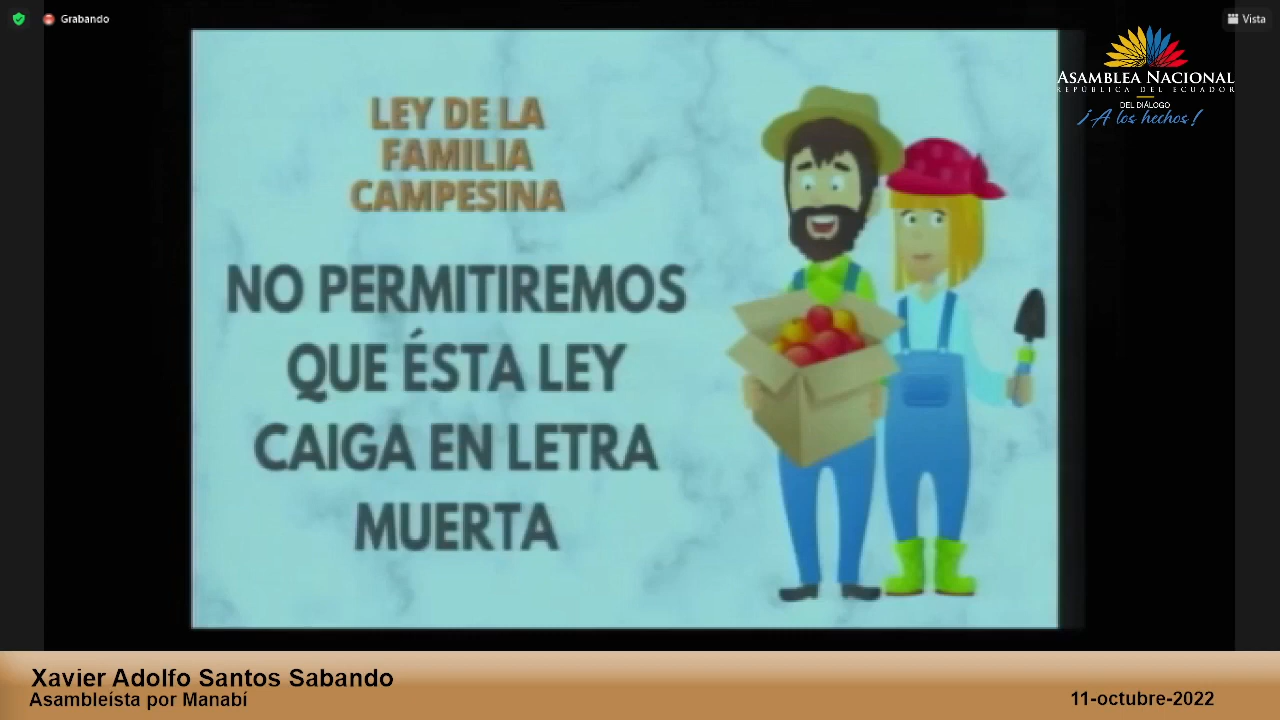 Grabando
Vista
ASAMBLEA NACIONAL
REPÚBLICA DEL ECUADOR
DEL DIÁLOGO
¡A los hechos!
LEY DE LA
FAMILIA
CAMPESINA
NO PERMITIREMOS
QUE ÉSTA LEY
CAIGA EN LETRA
MUERTA
Xavier Adolfo Santos Sabando
Asambleísta por Manabí
11-octubre-2022